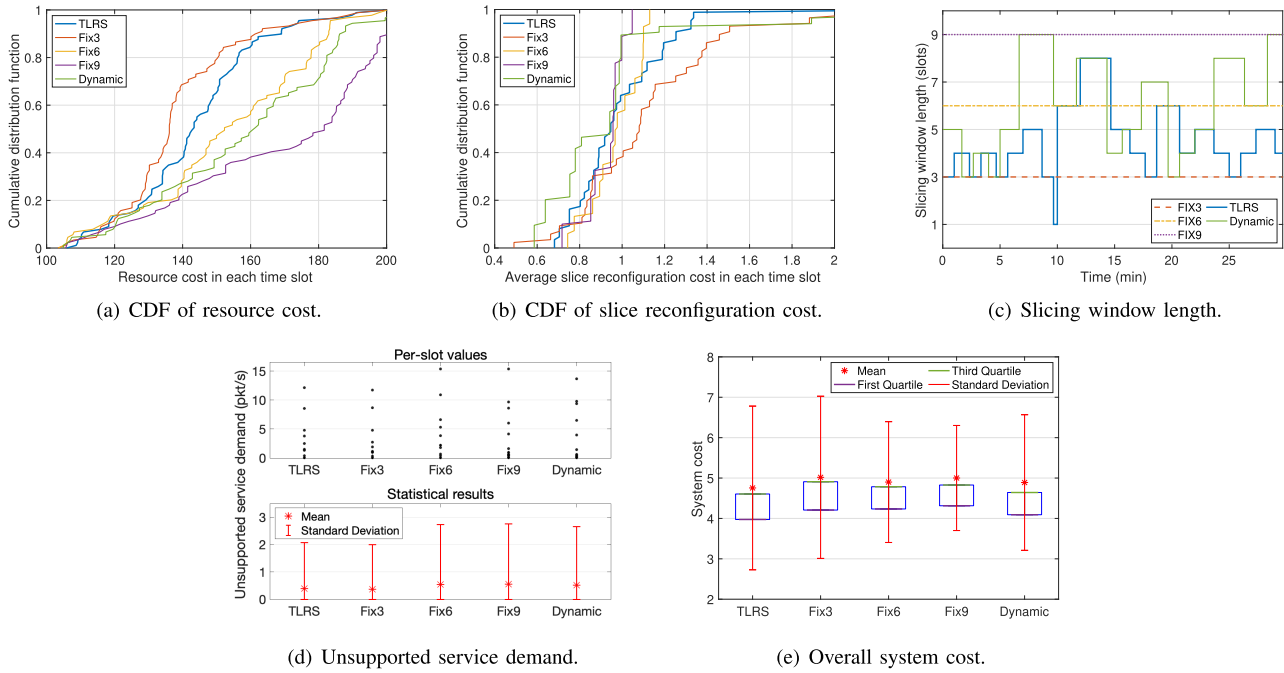 Cumulative distribution function
1
0.8
0.6
0.4
0.2
0
100
120
140
160
180
200
TLRS
Fix3
Fix6
Fix9
Dynamic
Resource cost in each time slot
(a) CDF of resource cost.
Cumulative distribution function
1
0.8
0.6
0.4
0.2
0
0.4
0.6
0.8
1
1.2
1.4
1.6
1.8
2
TLRS
Fix3
Fix6
Fix9
Dynamic
Average slice reconfiguration cost in each time slot
(b) CDF of slice reconfiguration cost.
Slicing window length (slots)
9
7
5
3
1
0
5
10
15
20
25
FIX3
FIX6
FIX9
TLRS
Dynamic
Time (min)
(c) Slicing window length.
Unsupported service demand (pkt/s)
Per-slot values
15
10
5
0
TLRS
Fix3
Fix6
Fix9
Dynamic
Statistical results
3
2
1
0
Mean
Standard Deviation
TLRS
Fix3
Fix6
Fix9
Dynamic
(d) Unsupported service demand.
System cost
8
7
6
5
4
3
2
Mean
First Quartile
Third Quartile
Standard Deviation
TLRS
Fix3
Fix6
Fix9
Dynamic
(e) Overall system cost.